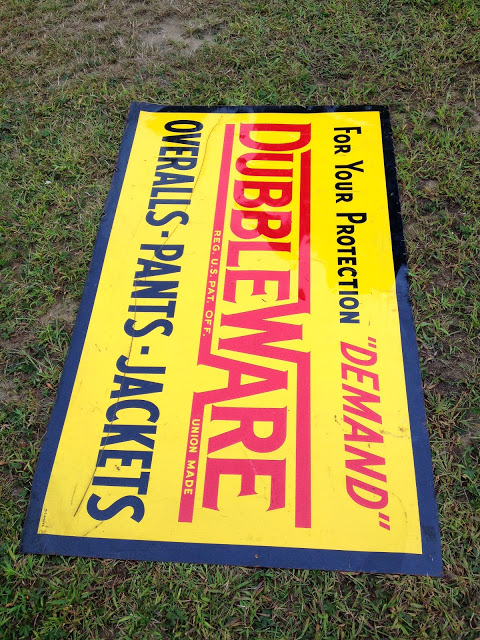 For Your Protection "DEMAND"
DUBBLEWARE
REG. U.S. PAT. OFF.
UNION MADE
OVERALLS - PANTS - JACKETS